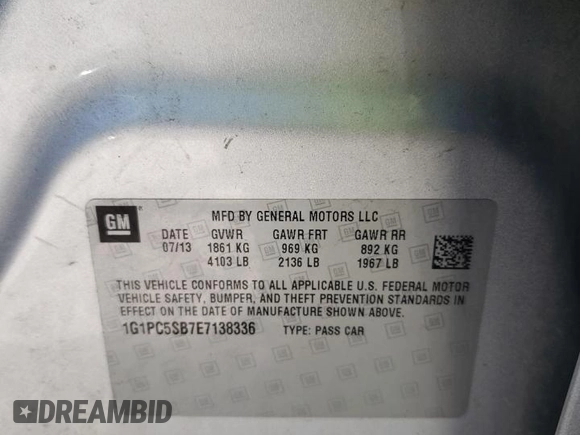 GM
MFD BY GENERAL MOTORS LLC
DATE GVWR GAWR FRT GAWR RR
07/13 1861 KG 969 KG 892 KG
4103 LB 2136 LB 1967 LB
THIS VEHICLE CONFORMS TO ALL APPLICABLE U.S. FEDERAL MOTOR
VEHICLE SAFETY, BUMPER, AND THEFT PREVENTION STANDARDS
IN EFFECT ON THE DATE OF MANUFACTURE SHOWN ABOVE.
1G1PC5SB7E7138336 TYPE: PASS CAR
DREAMBID